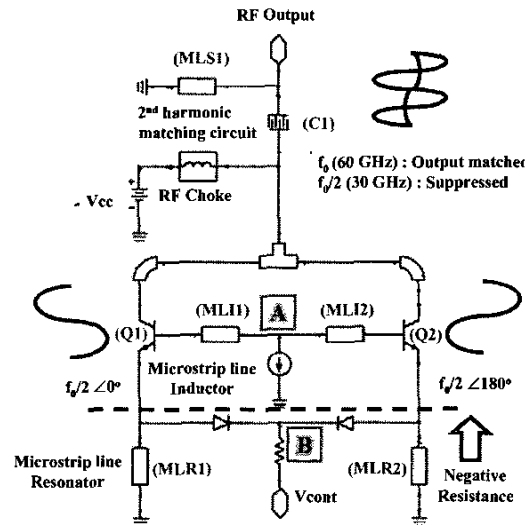 RF Output
(MLS1)
2nd harmonic
matching circuit
(C1)
f0 (60 GHz) : Output matched
f0/2 (30 GHz) : Suppressed
+
-
- Vcc
RF Choke
(MLI1)
A
(MLI2)
(Q1)
(Q2)
Microstrip line
Inductor
f0/2 ∠0°
f0/2 ∠180°
B
Microstrip line
Resonator
(MLR1)
(MLR2)
Negative
Resistance
Vcont